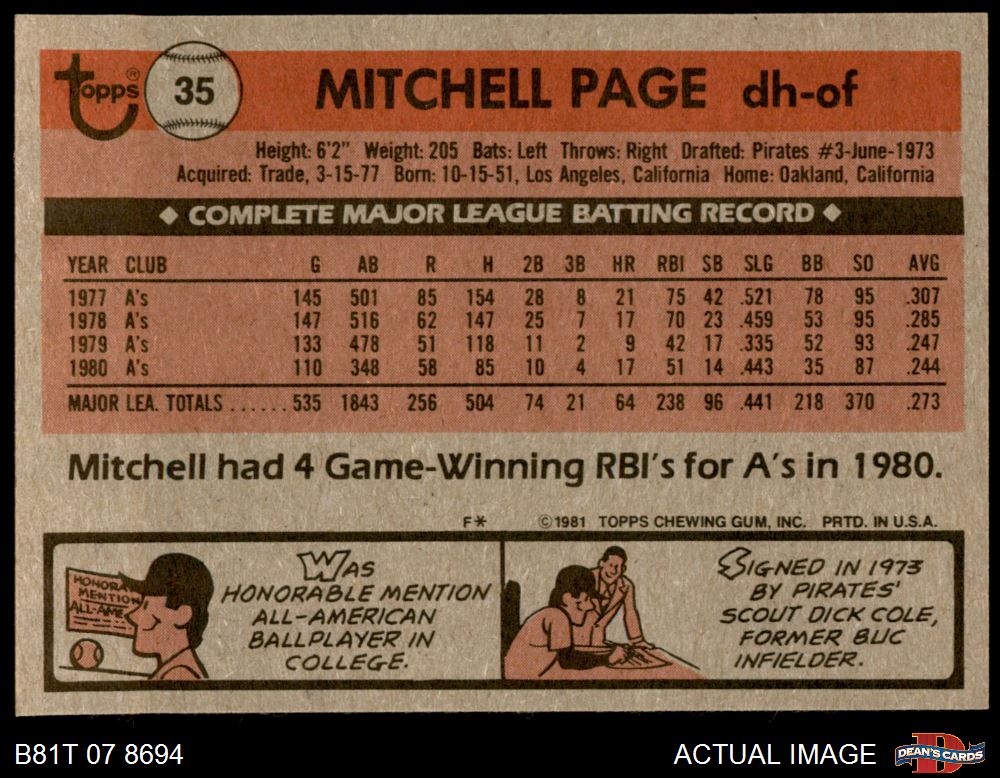 topps® 35 MITCHELL PAGE dh-of
Height: 6'2" Weight: 205 Bats: Left Throws: Right Drafted: Pirates #3-June-1973
Acquired: Trade, 3-15-77 Born: 10-15-51, Los Angeles, California Home: Oakland, California
◆ COMPLETE MAJOR LEAGUE BATTING RECORD ◆
YEAR CLUB G AB R H 2B 3B HR RBI SB SLG BB SO AVG
1977 A's 145 501 85 154 28 8 21 75 42 .521 78 95 .307
1978 A's 147 516 62 147 25 7 17 70 23 .459 53 95 .285
1979 A's 133 478 51 118 11 2 9 42 17 .335 52 93 .247
1980 A's 110 348 58 85 10 4 17 51 14 .443 35 87 .244
MAJOR LEA. TOTALS ...... 535 1843 256 504 74 21 64 238 96 .441 218 370 .273
Mitchell had 4 Game-Winning RBI's for A's in 1980.
F* ©1981 TOPPS CHEWING GUM, INC. PRTD. IN U.S.A.
HONORA
MENTION
ALL-AME
WAS
HONORABLE MENTION
ALL-AMERICAN
BALLPLAYER IN
COLLEGE.
SIGNED IN 1973
BY PIRATES'
SCOUT DICK COLE,
FORMER BUC
INFIELDER.
B81T 07 8694 ACTUAL IMAGE DEAN'S CARDS